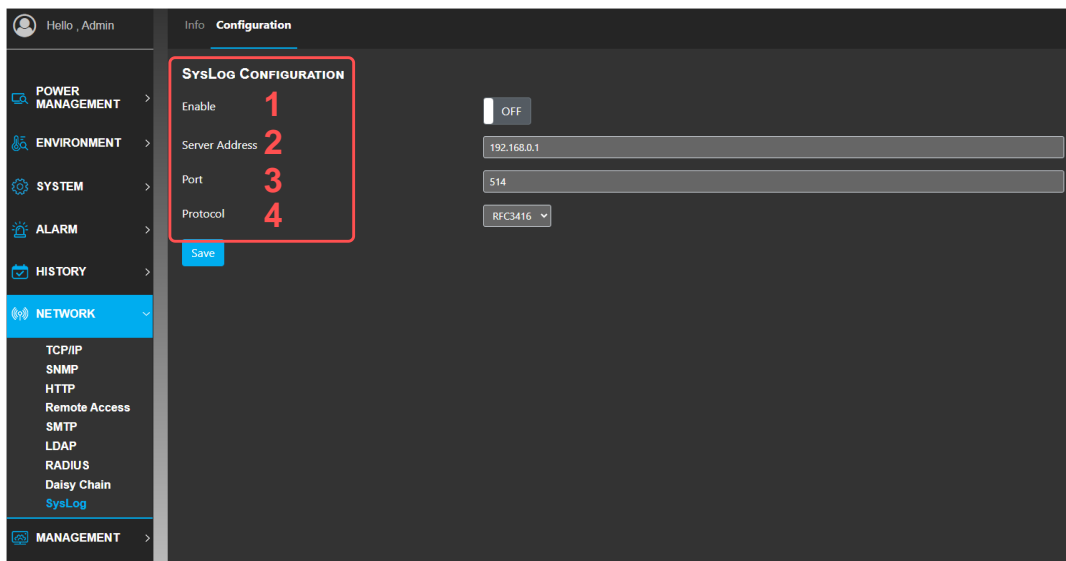 Hello , Admin
Info Configuration
SysLog Configuration
Enable 1 OFF
Server Address 2 192.168.0.1
Port 3 514
Protocol 4 RFC3416
Save
POWER
MANAGEMENT
ENVIRONMENT
SYSTEM
ALARM
HISTORY
NETWORK
TCP/IP
SNMP
HTTP
Remote Access
SMTP
LDAP
RADIUS
Daisy Chain
SysLog
MANAGEMENT